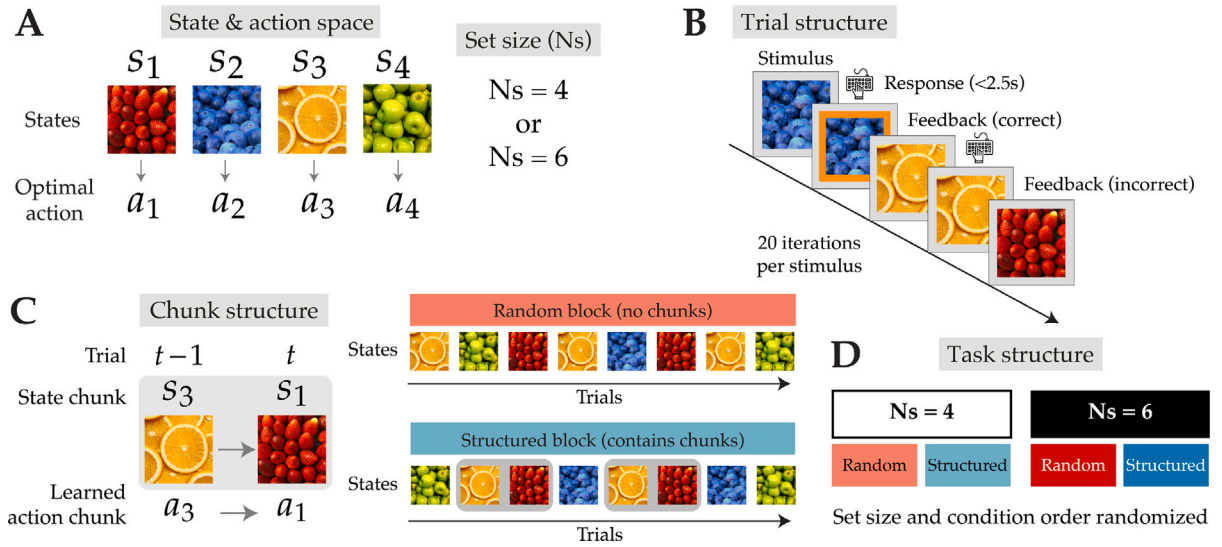 A
State & action space
s1 s2 s3 s4
States
Optimal
action
a1 a2 a3 a4
Set size (Ns)
Ns = 4
or
Ns = 6
B
Trial structure
Stimulus
Response (<2.5s)
Feedback (correct)
Feedback (incorrect)
20 iterations
per stimulus
C
Chunk structure
Trial t−1 t
State chunk s3 s1
Learned
action chunk a3 a1
Random block (no chunks)
States
Trials
Structured block (contains chunks)
States
Trials
D
Task structure
Ns = 4 Ns = 6
Random Structured Random Structured
Set size and condition order randomized